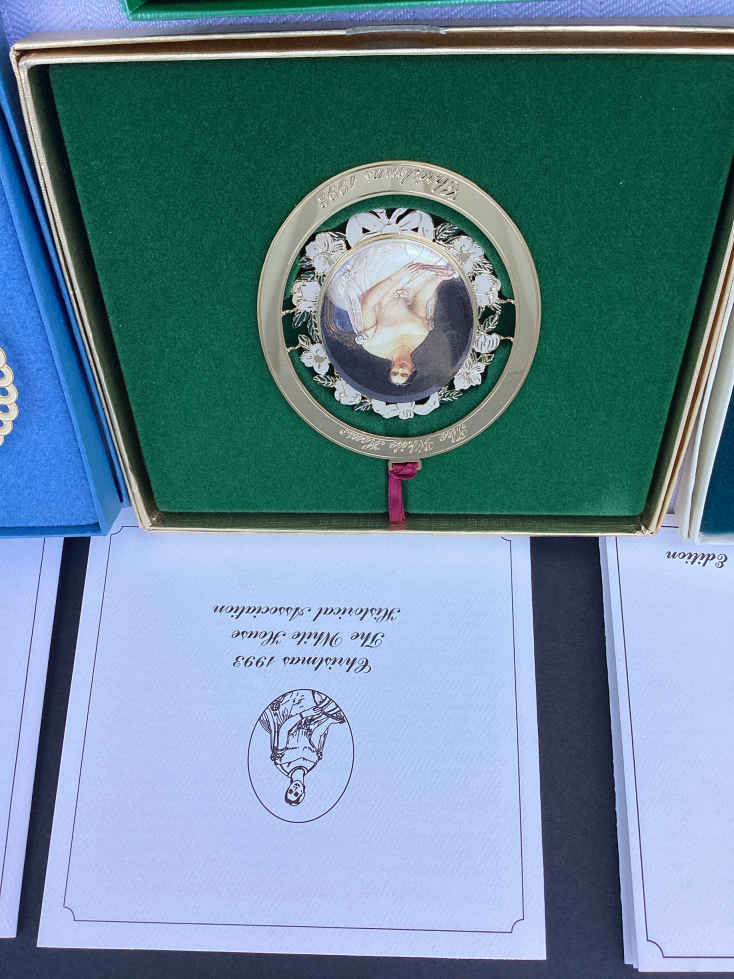 Christmas 1993
The White House
Christmas 1993
The White House
Historical Association
Edition